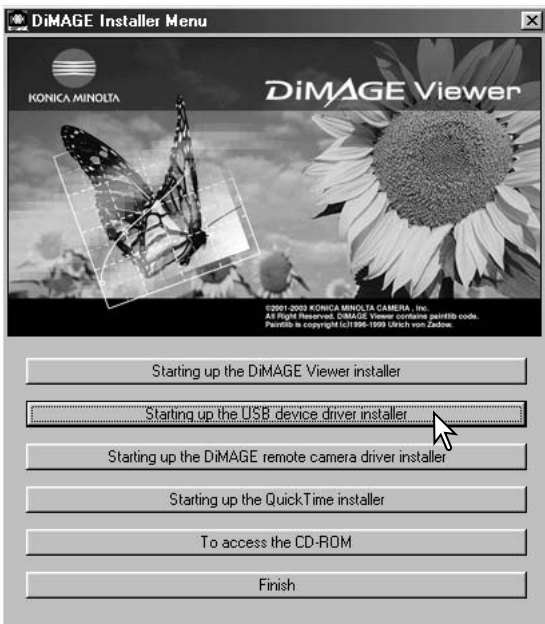 DiMAGE Installer Menu
KONICA MINOLTA
DiMAGE Viewer
©2001-2003 KONICA MINOLTA CAMERA , Inc.
All Right Reserved. DiMAGE Viewer contains paintlib code.
Paintlib is copyright (c)1996-1999 Ulrich von Zadow.
Starting up the DiMAGE Viewer installer
Starting up the USB device driver installer
Starting up the DiMAGE remote camera driver installer
Starting up the QuickTime installer
To access the CD-ROM
Finish